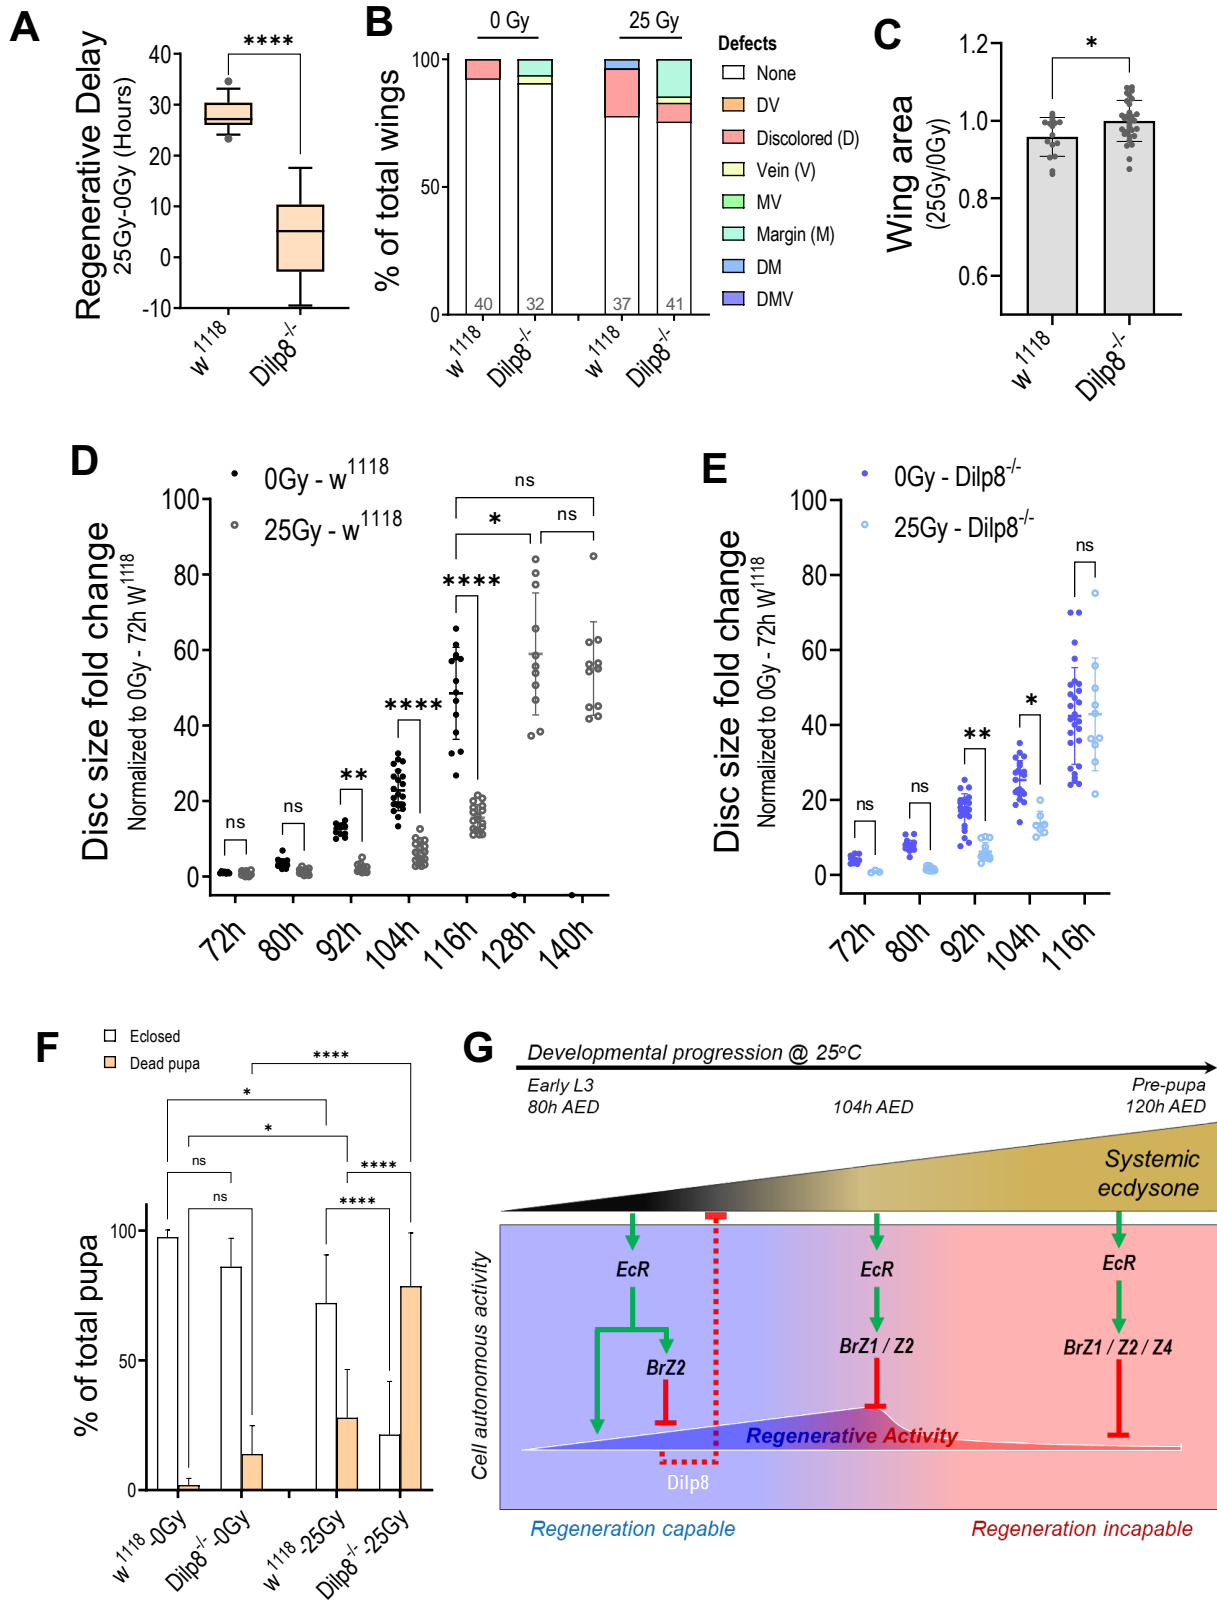 A
Regenerative Delay
25Gy-0Gy (Hours)
40
30
20
10
0
-10
****
w1118
Dilp8-/-
B
% of total wings
100
50
0
0 Gy
25 Gy
40
32
37
41
w1118
Dilp8-/-
w1118
Dilp8-/-
Defects
None
DV
Discolored (D)
Vein (V)
MV
Margin (M)
DM
DMV
C
Wing area
(25Gy/0Gy)
1.2
1.0
0.8
0.6
*
w1118
Dilp8-/-
D
0Gy - w1118
25Gy - w1118
Disc size fold change
Normalized to 0Gy - 72h W1118
100
80
60
40
20
0
ns
ns
**
****
****
*
ns
ns
72h
80h
92h
104h
116h
128h
140h
E
0Gy - Dilp8-/-
25Gy - Dilp8-/-
Disc size fold change
Normalized to 0Gy - 72h W1118
100
80
60
40
20
0
ns
ns
**
*
ns
72h
80h
92h
104h
116h
F
Eclosed
Dead pupa
% of total pupa
100
50
0
****
*
*
ns
****
ns
****
w1118-0Gy
Dilp8-/--0Gy
w1118-25Gy
Dilp8-/--25Gy
G
Developmental progression @ 25oC
Early L3
80h AED
104h AED
Pre-pupa
120h AED
Systemic
ecdysone
Cell autonomous activity
EcR
EcR
EcR
BrZ2
BrZ1 / Z2
BrZ1 / Z2 / Z4
Regenerative Activity
Dilp8
Regeneration capable
Regeneration incapable